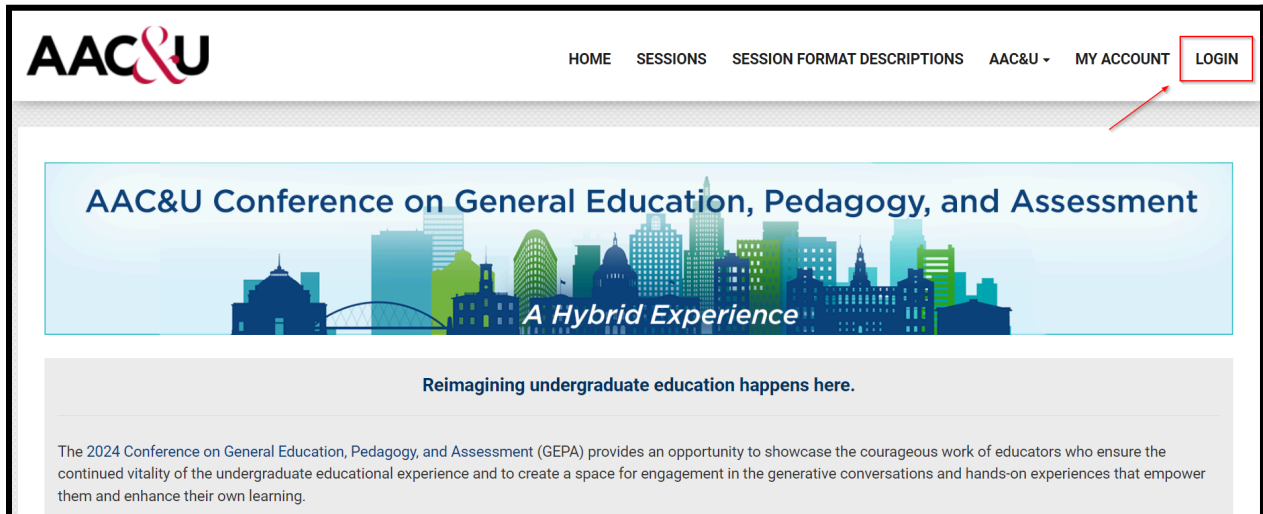 AAC&U
HOME SESSIONS SESSION FORMAT DESCRIPTIONS AAC&U MY ACCOUNT LOGIN
AAC&U Conference on General Education, Pedagogy, and Assessment
A Hybrid Experience
Reimagining undergraduate education happens here.
The 2024 Conference on General Education, Pedagogy, and Assessment (GEPA) provides an opportunity to showcase the courageous work of educators who ensure the
continued vitality of the undergraduate educational experience and to create a space for engagement in the generative conversations and hands-on experiences that empower
them and enhance their own learning.